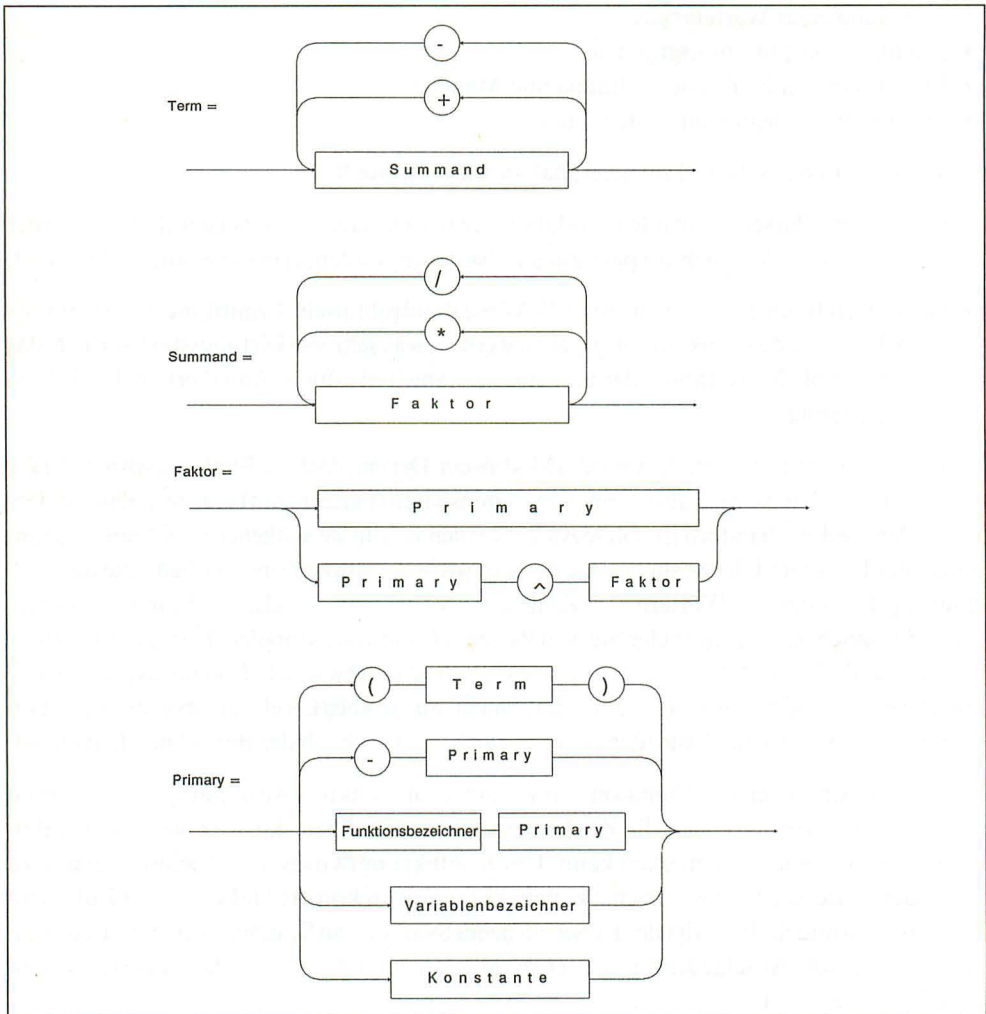 -
+
Term =
Summand
/
*
Summand =
Faktor
Faktor =
Primary
Primary ^ Faktor
( Term )
- Primary
Primary =
Funktionsbezeichner Primary
Variablenbezeichner
Konstante